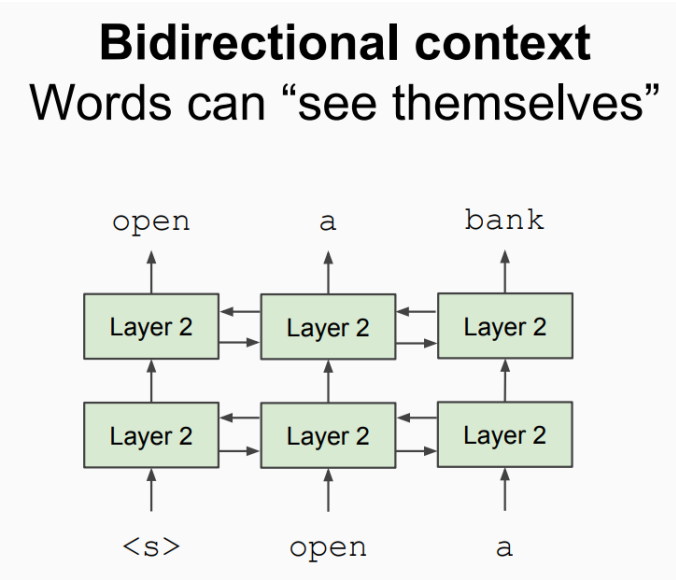 Bidirectional context
Words can “see themselves”
open a bank
Layer 2 Layer 2 Layer 2
Layer 2 Layer 2 Layer 2
<s> open a